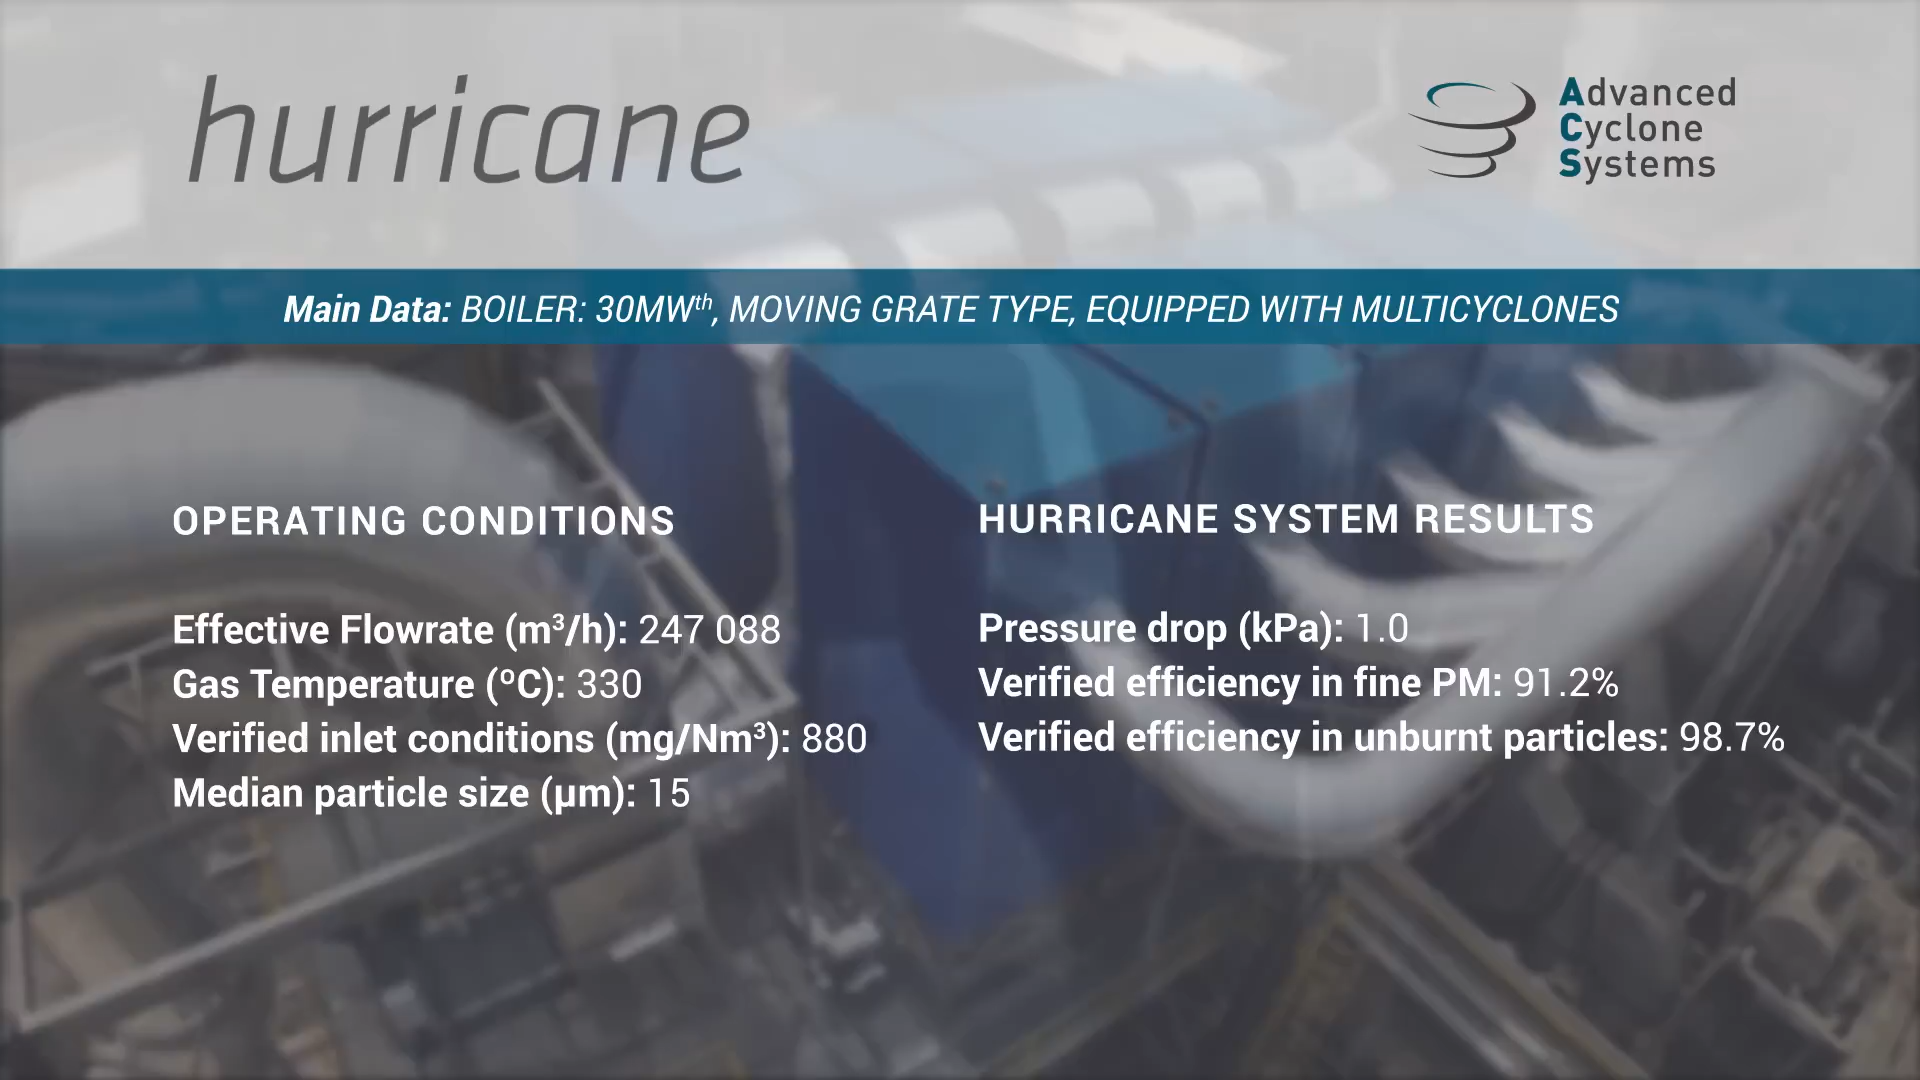 hurricane
Advanced
Cyclone
Systems
Main Data: BOILER: 30MWᵗʰ, MOVING GRATE TYPE, EQUIPPED WITH MULTICYCLONES
OPERATING CONDITIONS
Effective Flowrate (m³/h): 247 088
Gas Temperature (ºC): 330
Verified inlet conditions (mg/Nm³): 880
Median particle size (µm): 15
HURRICANE SYSTEM RESULTS
Pressure drop (kPa): 1.0
Verified efficiency in fine PM: 91.2%
Verified efficiency in unburnt particles: 98.7%